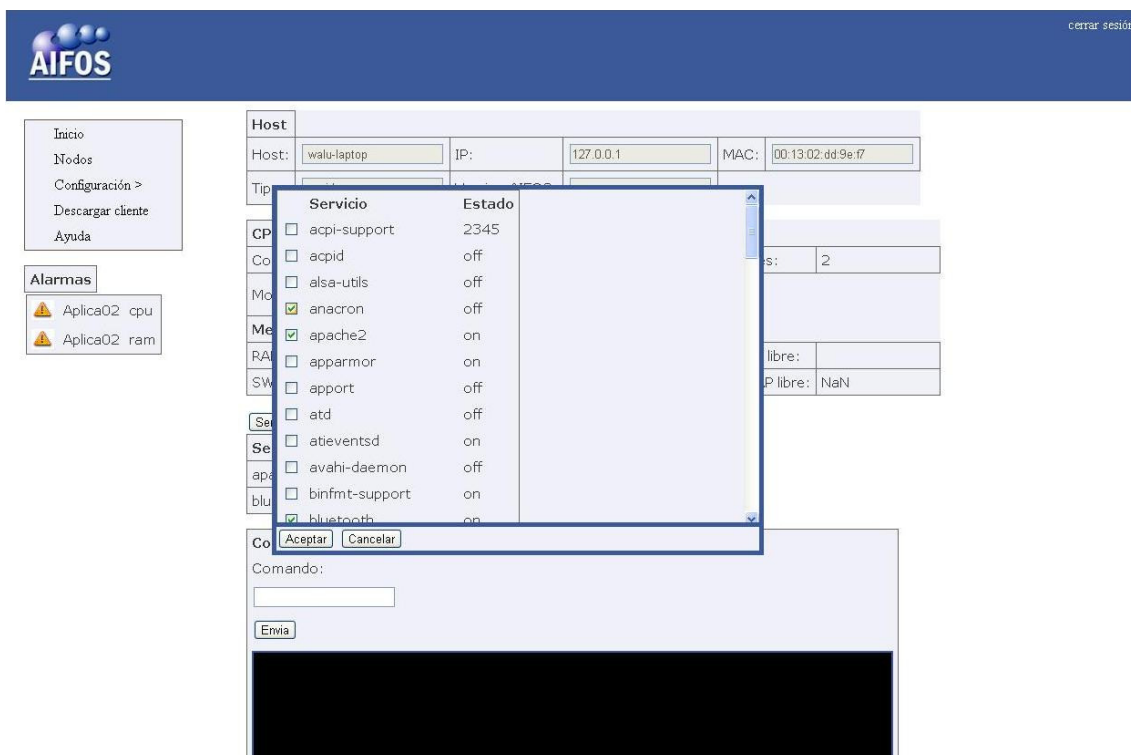 AIFOS
cerrar sesión
Inicio
Nodos
Configuración >
Descargar cliente
Ayuda
Alarmas
Aplica02 cpu
Aplica02 ram
Host
Host: walu-laptop IP: 127.0.0.1 MAC: 00:13:02:dd:9e:f7
Servicio Estado
acpi-support 2345
acpid off
alsa-utils off
anacron off
apache2 on
apparmor on
apport off
atd off
atieventsd on
avahi-daemon off
binfmt-support on
bluetooth on
Aceptar Cancelar
2
libre:
libre: NaN
Comando:
Envia